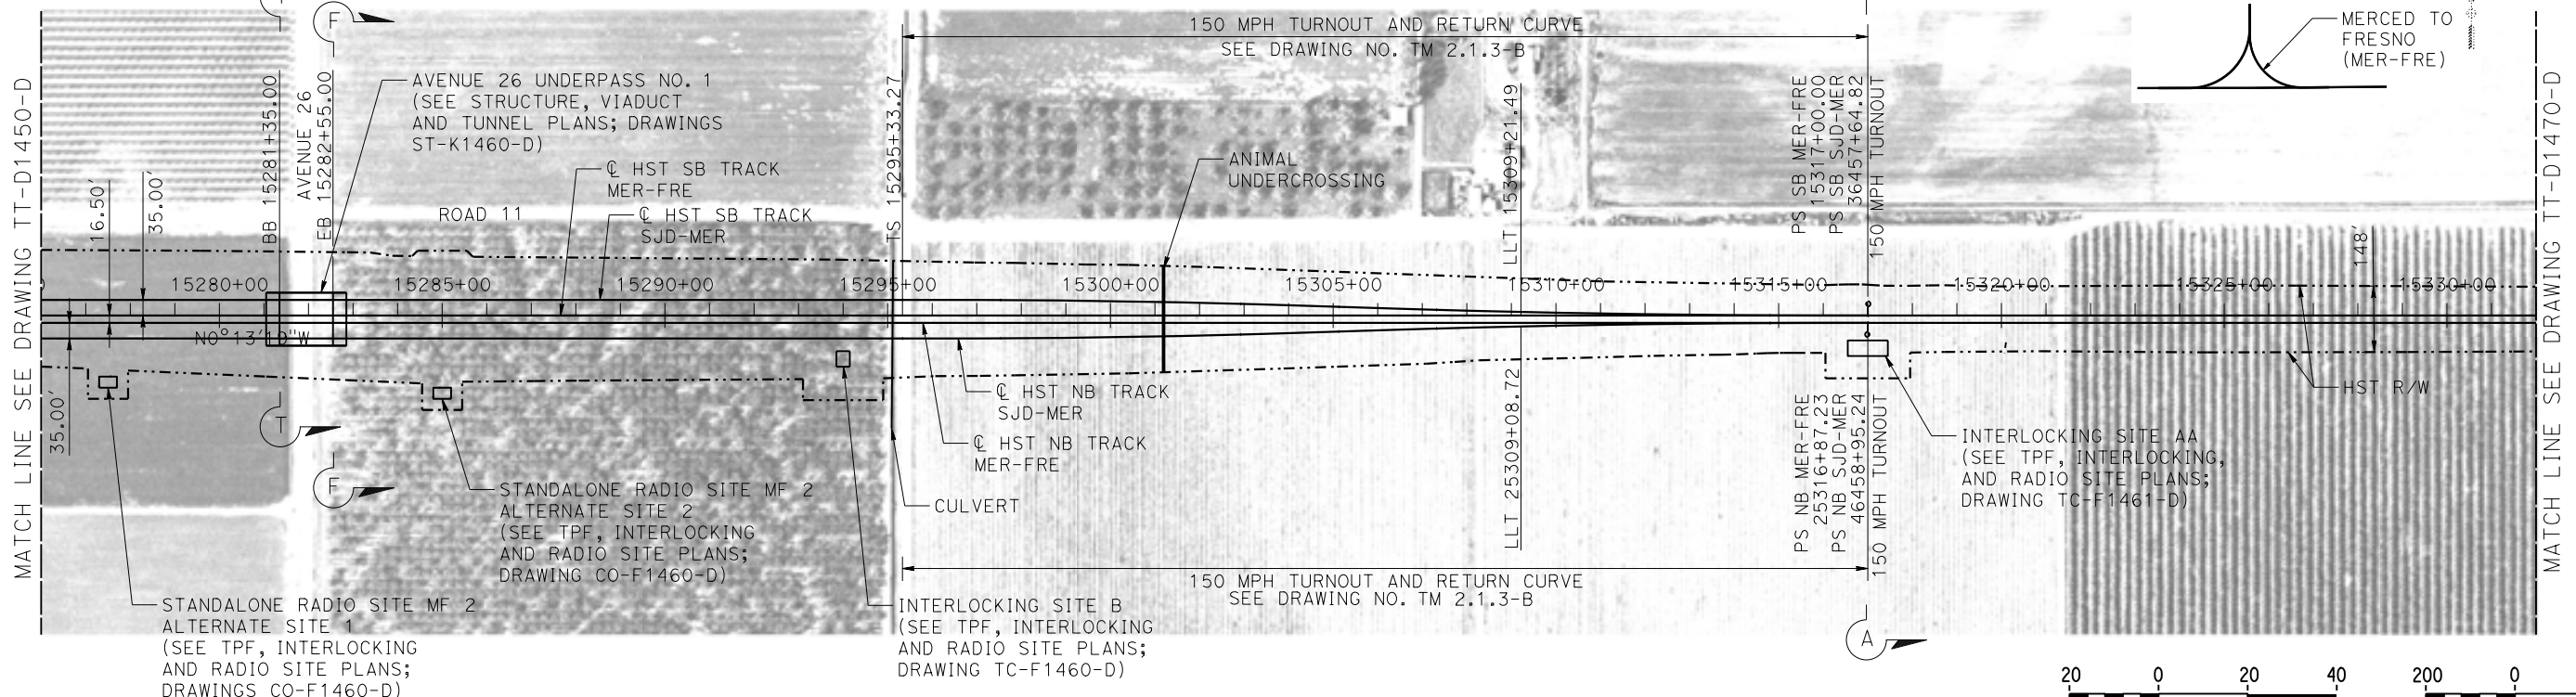 MATCH LINE SEE DRAWING TT-D1450-D
F
BB 15281+35.00
AVENUE 26
EB 15282+55.00
AVENUE 26 UNDERPASS NO. 1
(SEE STRUCTURE, VIADUCT
AND TUNNEL PLANS; DRAWINGS
ST-K1460-D)
℄ HST SB TRACK
MER-FRE
ROAD 11
℄ HST SB TRACK
SJD-MER
16.50'
35.00'
TS 15295+33.27
150 MPH TURNOUT AND RETURN CURVE
SEE DRAWING NO. TM 2.1.3-B
ANIMAL
UNDERCROSSING
LLT 15309+21.49
PS SB MER-FRE
15317+00.00
PS SB SJD-MER
36457+64.82
150 MPH TURNOUT
MERCED TO
FRESNO
(MER-FRE)
148'
15280+00
15285+00
15290+00
15295+00
15300+00
15305+00
15310+00
15315+00
15320+00
15325+00
15330+00
N0°13'19"W
35.00'
T
F
℄ HST NB TRACK
SJD-MER
℄ HST NB TRACK
MER-FRE
CULVERT
LLT 25309+08.72
PS NB MER-FRE
25316+87.23
PS NB SJD-MER
46458+95.24
150 MPH TURNOUT
HST R/W
INTERLOCKING SITE AA
(SEE TPF, INTERLOCKING,
AND RADIO SITE PLANS;
DRAWING TC-F1461-D)
STANDALONE RADIO SITE MF 2
ALTERNATE SITE 2
(SEE TPF, INTERLOCKING
AND RADIO SITE PLANS;
DRAWING CO-F1460-D)
150 MPH TURNOUT AND RETURN CURVE
SEE DRAWING NO. TM 2.1.3-B
STANDALONE RADIO SITE MF 2
ALTERNATE SITE 1
(SEE TPF, INTERLOCKING
AND RADIO SITE PLANS;
DRAWINGS CO-F1460-D)
INTERLOCKING SITE B
(SEE TPF, INTERLOCKING
AND RADIO SITE PLANS;
DRAWING TC-F1460-D)
A
MATCH LINE SEE DRAWING TT-D1470-D
20 0 20 40 200 0